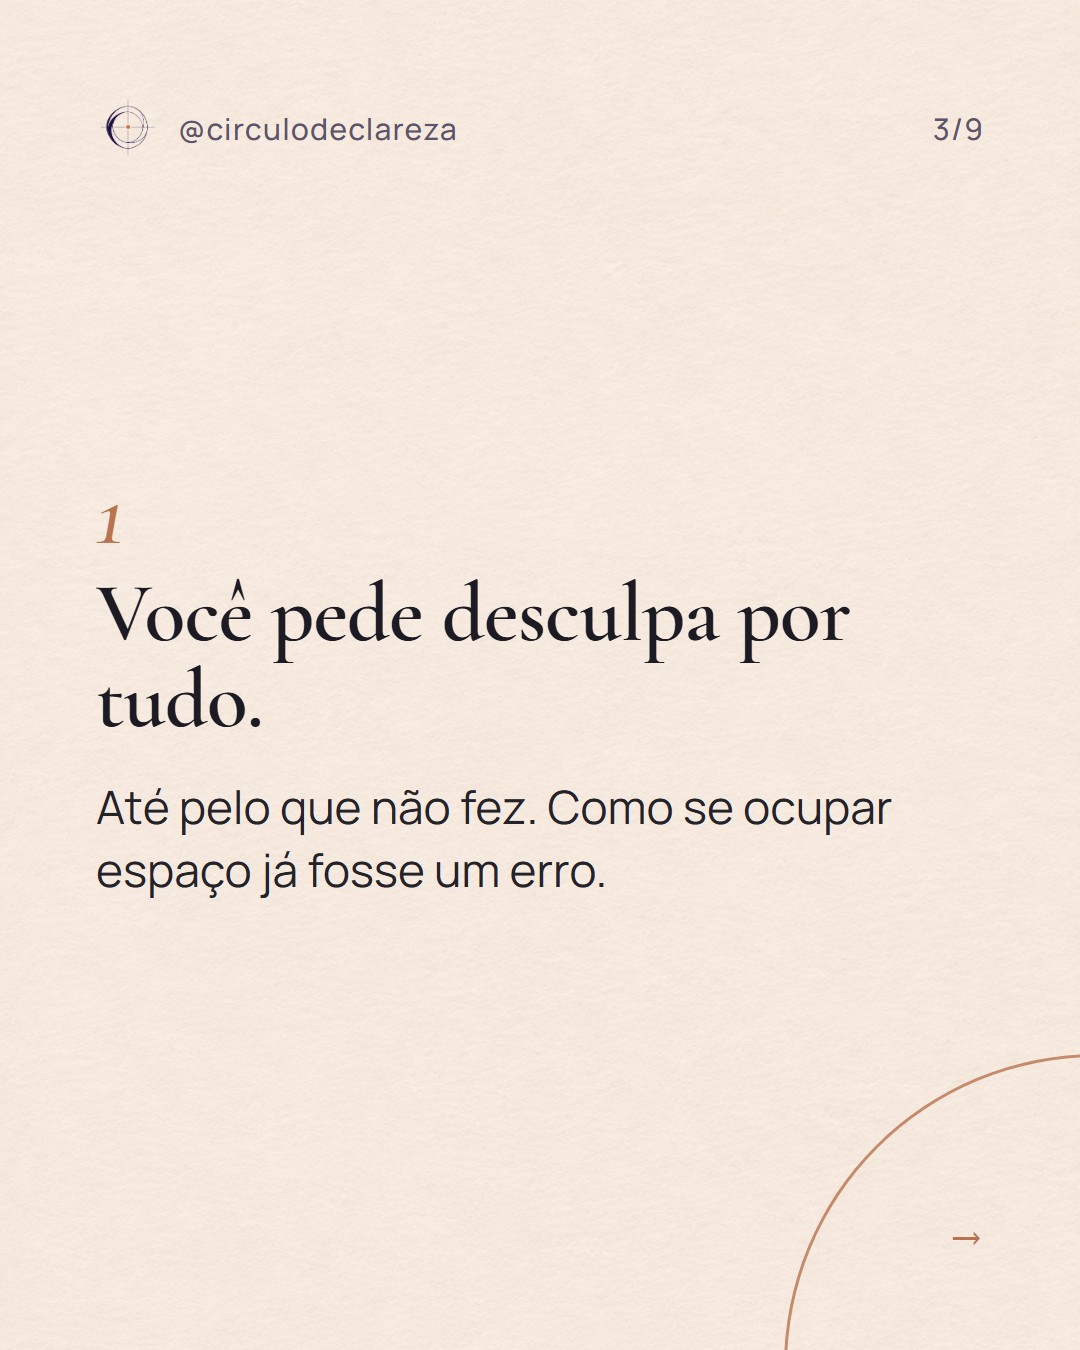 @circulodeclareza
3/9
1
Você pede desculpa por
tudo.
Até pelo que não fez. Como se ocupar
espaço já fosse um erro.
→